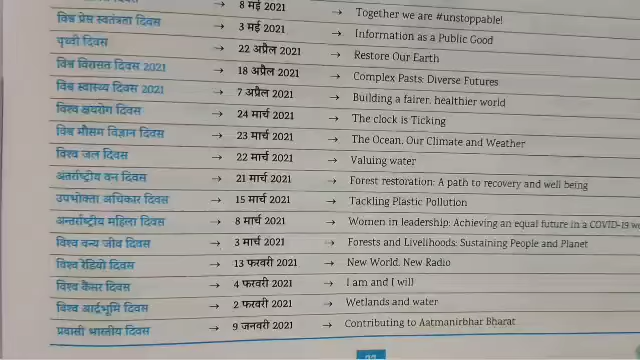 → 8 मई 2021 → Together we are #unstoppable!
विश्व प्रेस स्वतंत्रता दिवस → 3 मई 2021 → Information as a Public Good
पृथ्वी दिवस → 22 अप्रैल 2021 → Restore Our Earth
विश्व विरासत दिवस 2021 → 18 अप्रैल 2021 → Complex Pasts: Diverse Futures
विश्व स्वास्थ्य दिवस 2021 → 7 अप्रैल 2021 → Building a fairer, healthier world
विश्व क्षयरोग दिवस → 24 मार्च 2021 → The clock is Ticking
विश्व मौसम विज्ञान दिवस → 23 मार्च 2021 → The Ocean, Our Climate and Weather
विश्व जल दिवस → 22 मार्च 2021 → Valuing water
अंतर्राष्ट्रीय वन दिवस → 21 मार्च 2021 → Forest restoration: A path to recovery and well being
उपभोक्ता अधिकार दिवस → 15 मार्च 2021 → Tackling Plastic Pollution
अन्तर्राष्ट्रीय महिला दिवस → 8 मार्च 2021 → Women in leadership: Achieving an equal future in a COVID-19
विश्व वन्य जीव दिवस → 3 मार्च 2021 → Forests and Livelihoods: Sustaining People and Planet
विश्व रेडियो दिवस → 13 फरवरी 2021 → New World, New Radio
विश्व कैंसर दिवस → 4 फरवरी 2021 → I am and I will
विश्व आर्द्रभूमि दिवस → 2 फरवरी 2021 → Wetlands and water
प्रवासी भारतीय दिवस → 9 जनवरी 2021 → Contributing to Aatmanirbhar Bharat